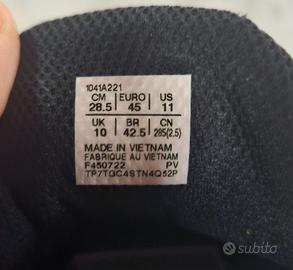 1041A221
CM EURO US
28.5 45 11
UK BR CN
10 42.5 285(2.5)
MADE IN VIETNAM
FABRIQUE AU VIETNAM
F450722 PV
TP7TGC4STN4Q52P
subito